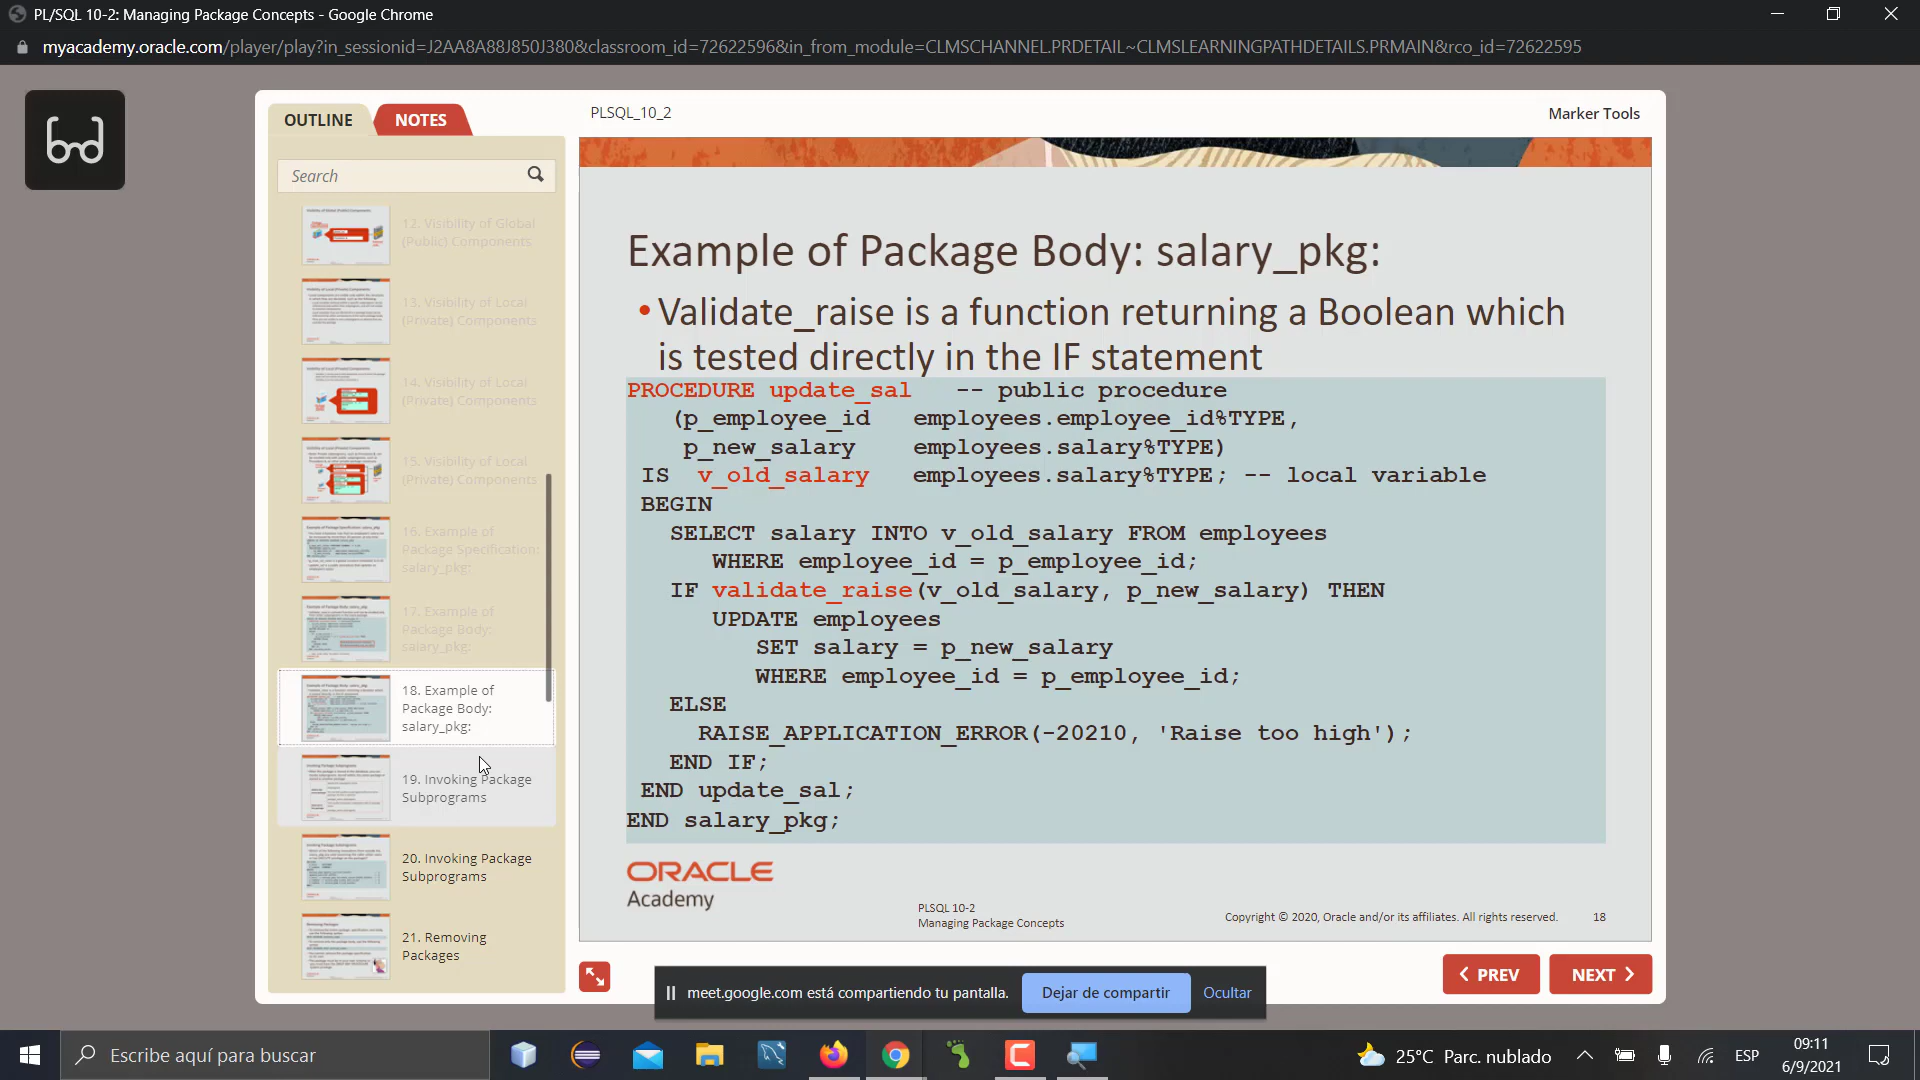 PL/SQL 10-2: Managing Package Concepts - Google Chrome
myacademy.oracle.com/player/play?in_sessionid=J2AA8A88J850J380&classroom_id=72622596&in_from_module=CLMSCHANNEL.PRDETAIL~CLMSLEARNINGPATHDETAILS.PRMAIN&rco_id=72622595
OUTLINE
NOTES
Search
12. Visibility of Global
(Public) Components
13. Visibility of Local
(Private) Components
14. Visibility of Local
(Private) Components
15. Visibility of Local
(Private) Components
16. Example of
Package Specification:
salary_pkg:
17. Example of
Package Body:
salary_pkg:
18. Example of
Package Body:
salary_pkg:
19. Invoking Package
Subprograms
20. Invoking Package
Subprograms
21. Removing
Packages
PLSQL_10_2
Marker Tools
Example of Package Body: salary_pkg:
•Validate_raise is a function returning a Boolean which
is tested directly in the IF statement
PROCEDURE update_sal -- public procedure
(p_employee_id employees.employee_id%TYPE,
p_new_salary employees.salary%TYPE)
IS v_old_salary employees.salary%TYPE; -- local variable
BEGIN
SELECT salary INTO v_old_salary FROM employees
WHERE employee_id = p_employee_id;
IF validate_raise(v_old_salary, p_new_salary) THEN
UPDATE employees
SET salary = p_new_salary
WHERE employee_id = p_employee_id;
ELSE
RAISE_APPLICATION_ERROR(-20210, 'Raise too high');
END IF;
END update_sal;
END salary_pkg;
ORACLE
Academy
PLSQL 10-2
Managing Package Concepts
Copyright © 2020, Oracle and/or its affiliates. All rights reserved.
18
PREV
NEXT
meet.google.com está compartiendo tu pantalla.
Dejar de compartir
Ocultar
Escribe aquí para buscar
25°C Parc. nublado
ESP
09:11
6/9/2021